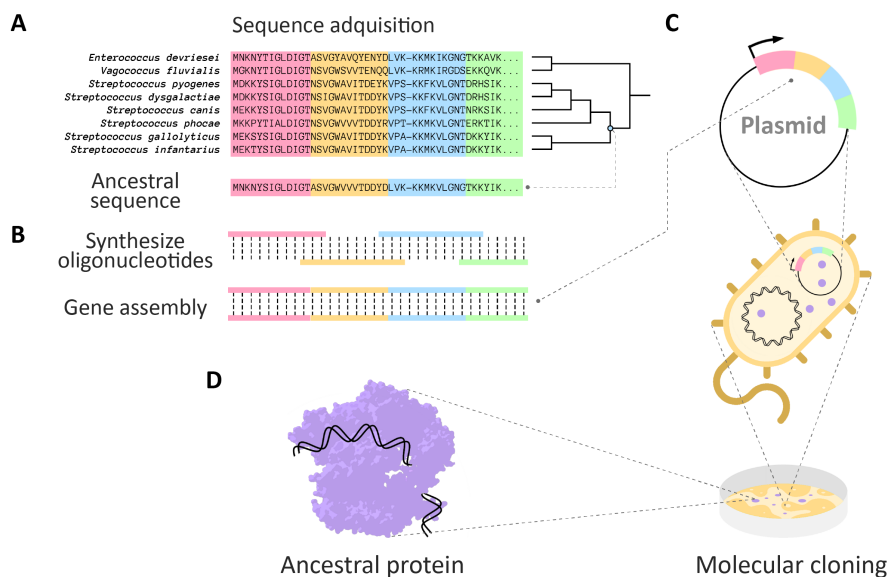 A
Sequence adquisition
Enterococcus devriesei MNKNYTIGLDIGTASVGYAVQYENYDLVK-KKMKIKGNGTKKAVK...
Vagococcus fluvialis MGKNYTIGLDIGTNSVGWSVVTENQQLVK-KRMKIRGDSEKKQVK...
Streptococcus pyogenes MDKKYSIGLDIGTNSVGWAVITDEYKVPS-KKFKVLGNTDRHSIK...
Streptococcus dysgalactiae MDKKYSIGLDIGTNSIGWAVITDDYKVPS-KKFKVLGNTDRHSIK...
Streptococcus canis MEKKYSIGLDIGTNSVGWAVITDDYKVPS-KKFKVLGNTNRKSIK...
Streptococcus phocae MKKPYTIALDIGTNSVGWVVVTDDYRVPT-KKMKVLGNTERKTIK...
Streptococcus gallolyticus MEKSYSIGLDIGTNSVGWAVITDDYKVPA-KKMKVLGNTDKKYIK...
Streptococcus infantarius MEKTYSIGLDIGTNSVGWAVITDDYKVPA-KKMKVLGNTDKKYIK...
Ancestral
sequence
MNKNYSIGLDIGTASVGWVVVTDDYDLVK-KKMKVLGNGTKKYIK...
B
Synthesize
oligonucleotides
Gene assembly
C
Plasmid
D
Ancestral protein
Molecular cloning